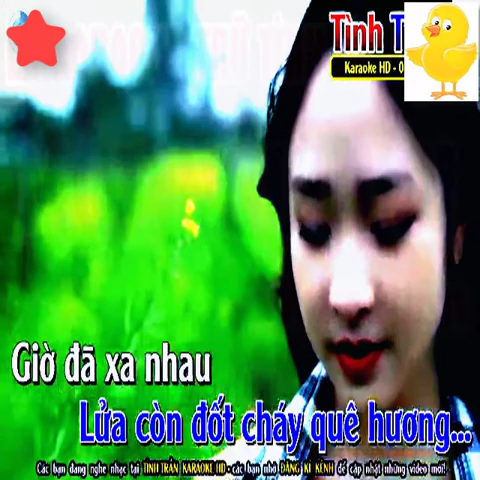 Tình
Karaoke HD - 0
Giờ đã xa nhau
Lửa còn đốt cháy quê hương...
Các bạn đang nghe nhạc tại TÌNH TRẦN KARAOKE HD - các bạn nhớ ĐĂNG KÍ KÊNH để cập nhật những video mới!